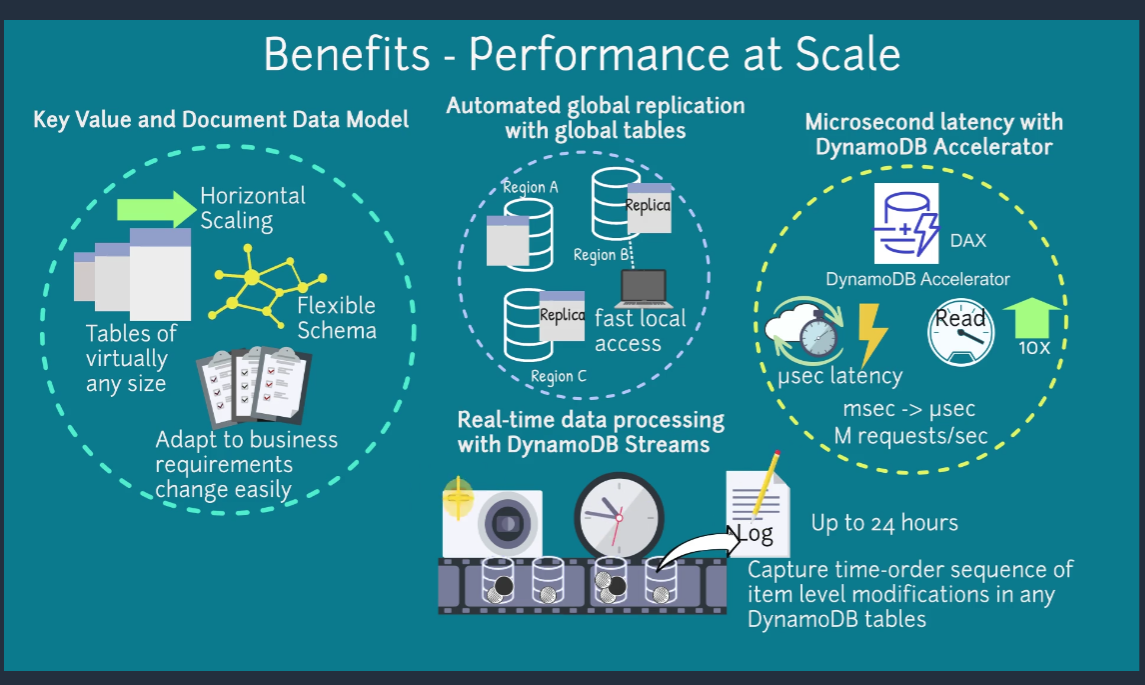 Benefits - Performance at Scale
Key Value and Document Data Model
Horizontal
Scaling
Flexible
Schema
Tables of
virtually
any size
Adapt to business
requirements
change easily
Automated global replication
with global tables
Region A
Replica
Region B
Replica
fast local
access
Region C
Microsecond latency with
DynamoDB Accelerator
DAX
DynamoDB Accelerator
Read
10X
µsec latency
msec -> µsec
M requests/sec
Real-time data processing
with DynamoDB Streams
Log
Up to 24 hours
Capture time-order sequence of
item level modifications in any
DynamoDB tables